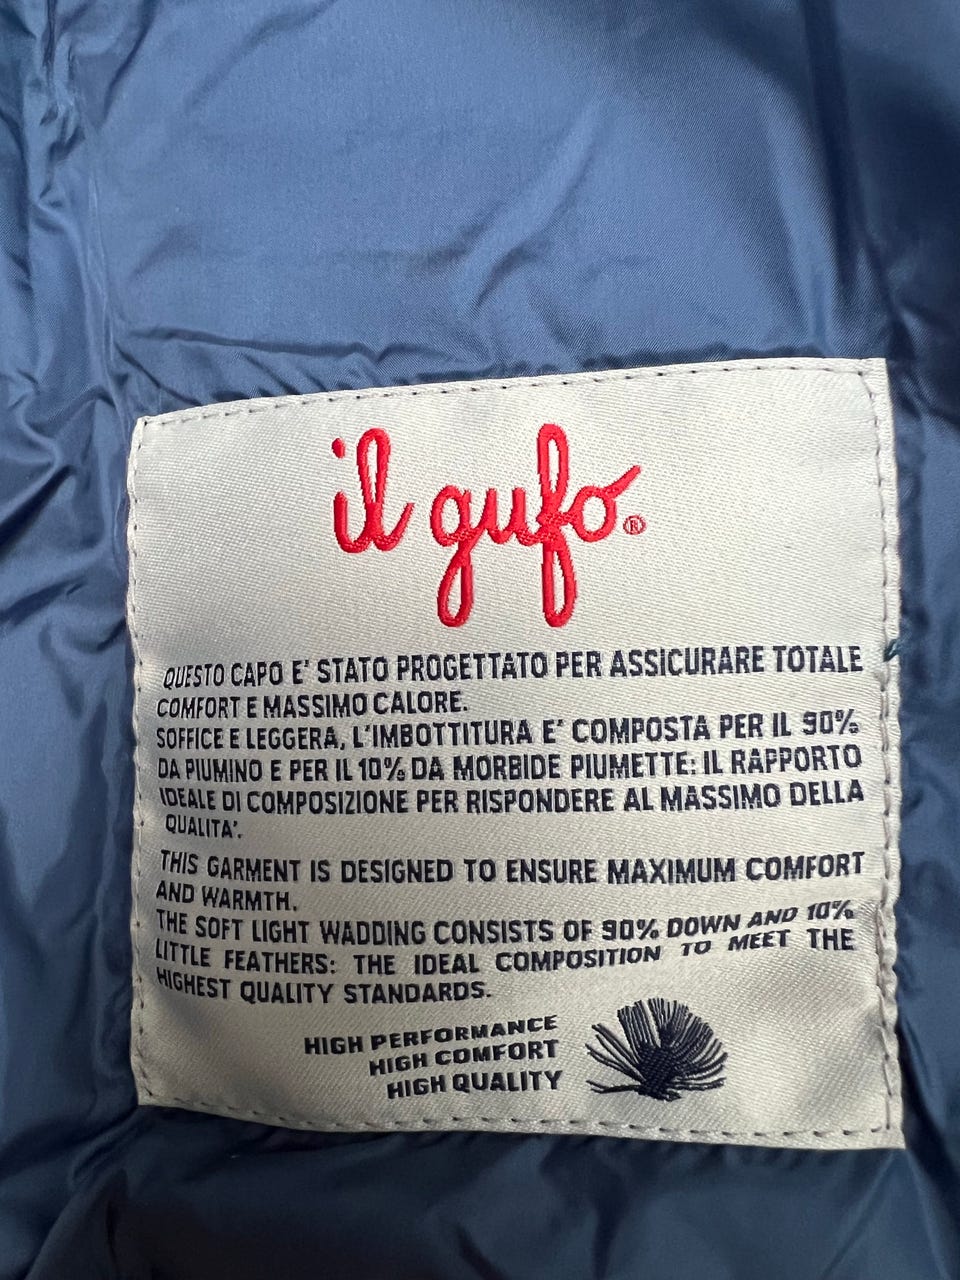 il gufo®
QUESTO CAPO E' STATO PROGETTATO PER ASSICURARE TOTALE
COMFORT E MASSIMO CALORE.
SOFFICE E LEGGERA, L'IMBOTTITURA E' COMPOSTA PER IL 90%
DA PIUMINO E PER IL 10% DA MORBIDE PIUMETTE: IL RAPPORTO
IDEALE DI COMPOSIZIONE PER RISPONDERE AL MASSIMO DELLA
QUALITA'.
THIS GARMENT IS DESIGNED TO ENSURE MAXIMUM COMFORT
AND WARMTH.
THE SOFT LIGHT WADDING CONSISTS OF 90% DOWN AND 10%
LITTLE FEATHERS: THE IDEAL COMPOSITION TO MEET THE
HIGHEST QUALITY STANDARDS.
HIGH PERFORMANCE
HIGH COMFORT
HIGH QUALITY